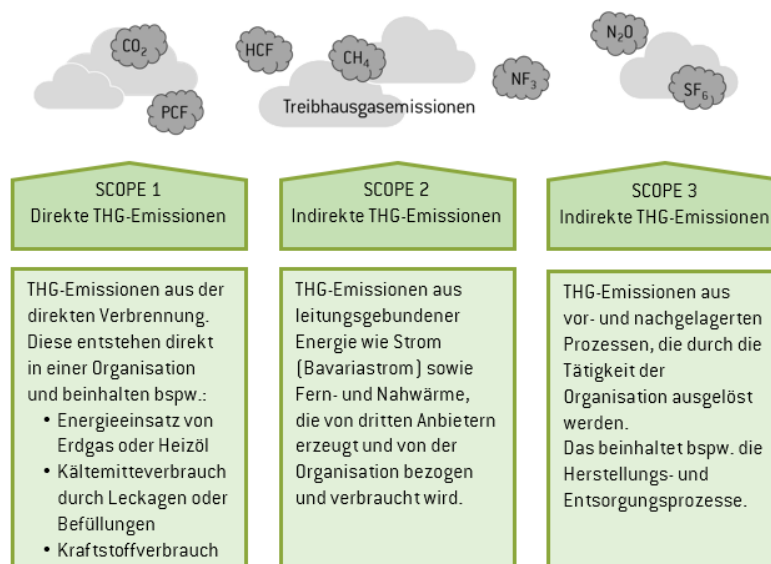 CO₂
HCF
CH₄
N₂O
NF₃
SF₆
PCF
Treibhausgasemissionen
SCOPE 1
Direkte THG-Emissionen
THG-Emissionen aus der
direkten Verbrennung.
Diese entstehen direkt
in einer Organisation
und beinhalten bspw.:
• Energieeinsatz von
Erdgas oder Heizöl
• Kältemitteverbrauch
durch Leckagen oder
Befüllungen
• Kraftstoffverbrauch
SCOPE 2
Indirekte THG-Emissionen
THG-Emissionen aus
leitungsgebundener
Energie wie Strom
(Bavariastrom) sowie
Fern- und Nahwärme,
die von dritten Anbietern
erzeugt und von der
Organisation bezogen
und verbraucht wird.
SCOPE 3
Indirekte THG-Emissionen
THG-Emissionen aus
vor- und nachgelagerten
Prozessen, die durch die
Tätigkeit der
Organisation ausgelöst
werden.
Das beinhaltet bspw. die
Herstellungs- und
Entsorgungsprozesse.